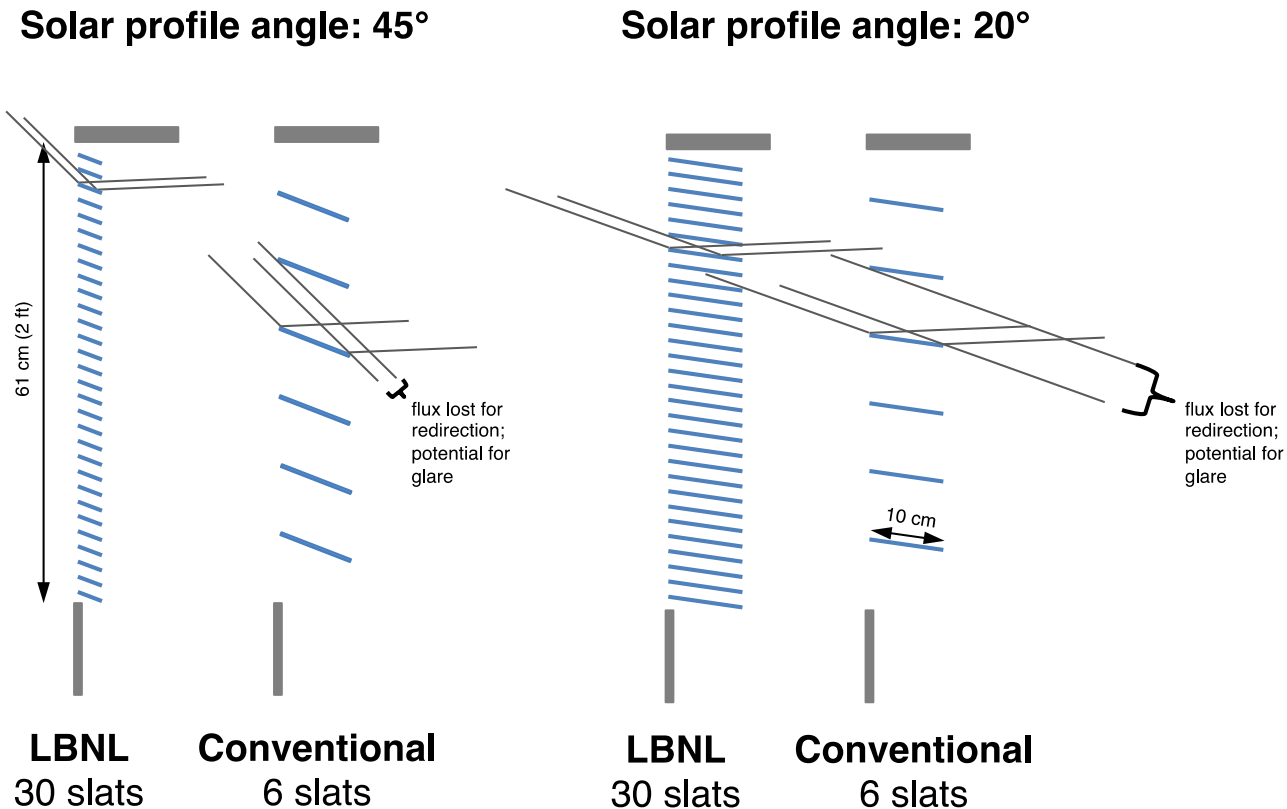 Solar profile angle: 45°
Solar profile angle: 20°
61 cm (2 ft)
flux lost for
redirection;
potential for
glare
10 cm
flux lost for
redirection;
potential for
glare
LBNL
30 slats
Conventional
6 slats
LBNL
30 slats
Conventional
6 slats